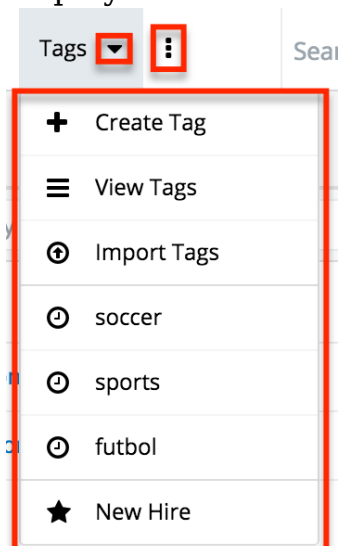 Tags
Sear
Create Tag
View Tags
Import Tags
soccer
sports
futbol
New Hire